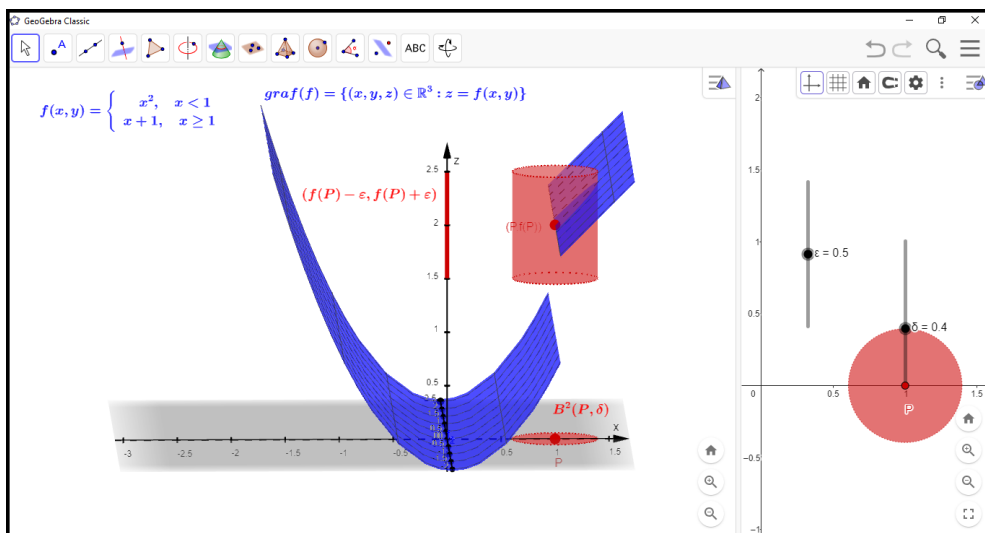 GeoGebra Classic
ABC
f(x, y) = { x², x < 1
x + 1, x ≥ 1
graf(f) = {(x, y, z) ∈ ℝ³ : z = f(x, y)}
z
2.5
(f(P) − ε, f(P) + ε)
2
(P,f(P))
1.5
1
0.5
B²(P, δ)
x
-3 -2.5 -2 -1.5 -1 -0.5 0.5 1 1.5
P
2
1.5
1
ε = 0.5
0.5
δ = 0.4
0 0.5 1 1.5
P
−0.5
−1